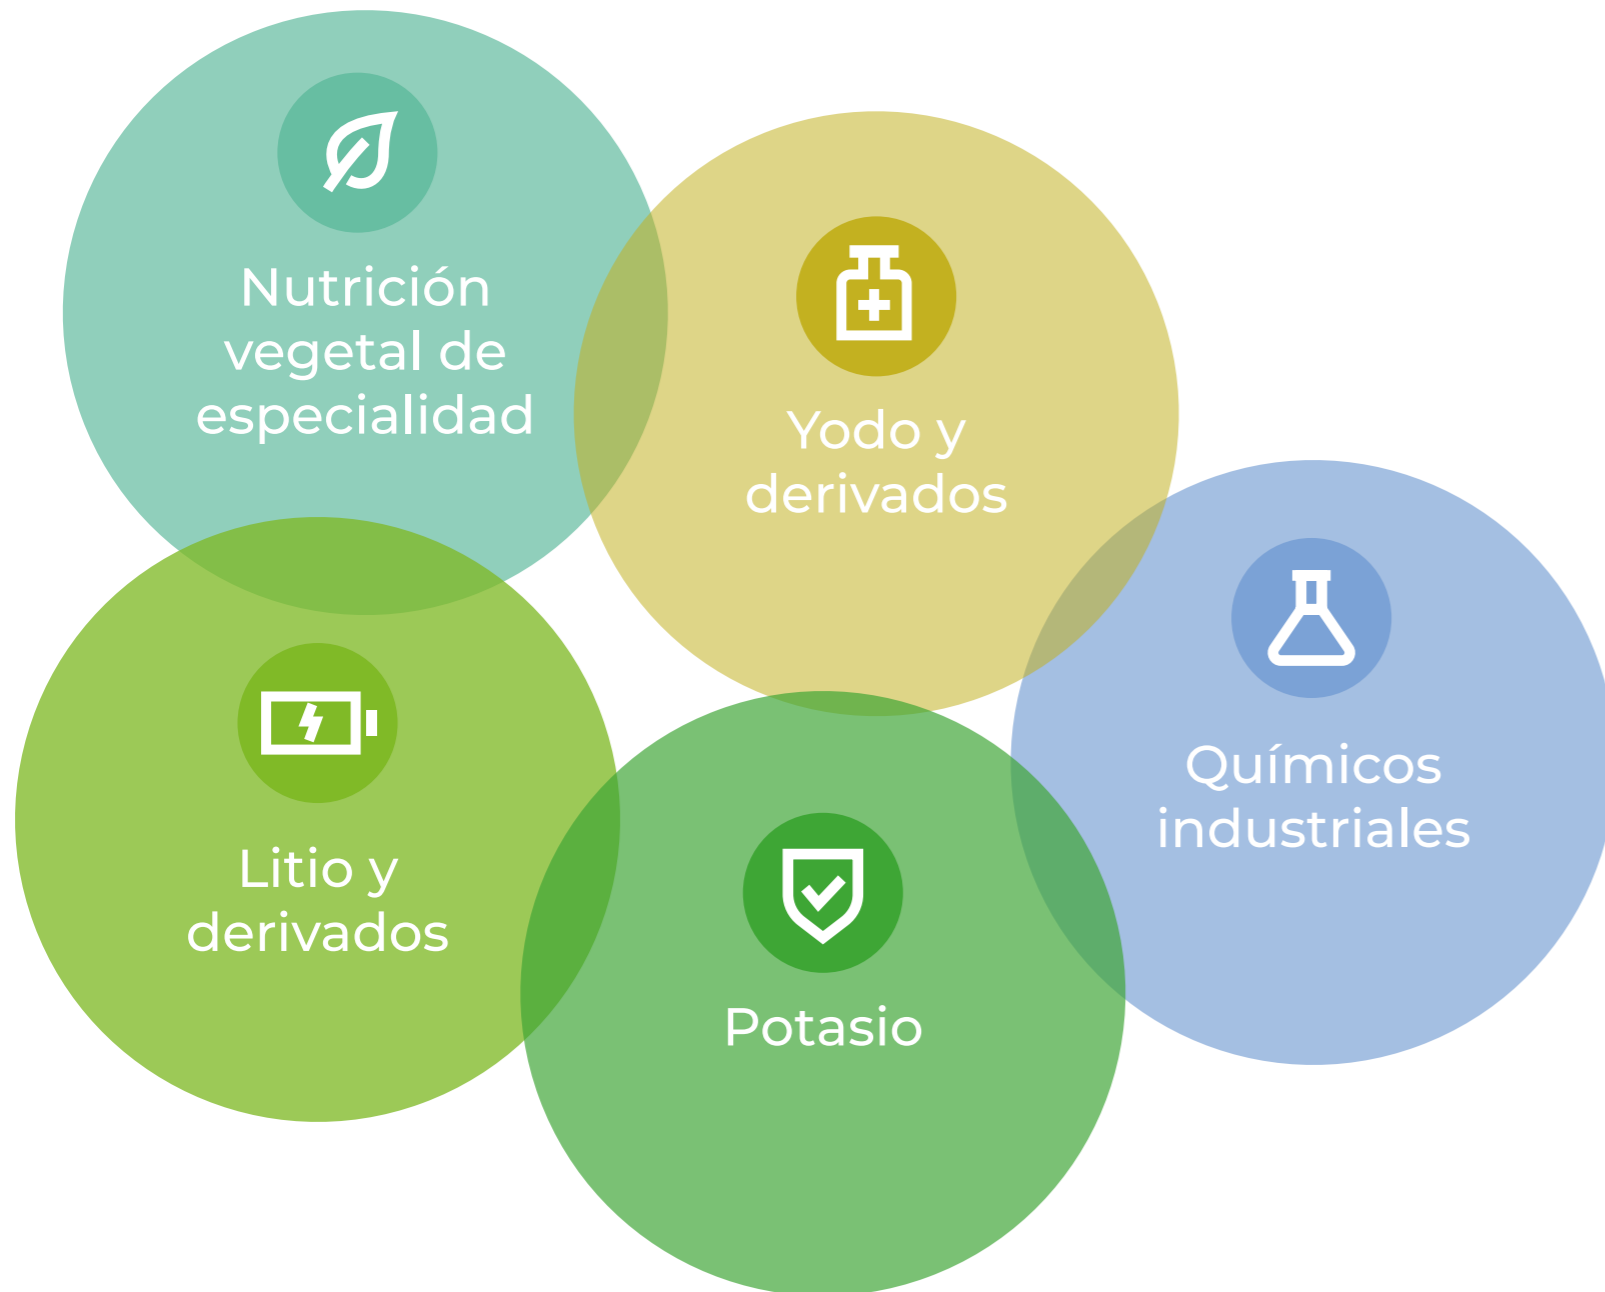 Nutrición
vegetal de
especialidad
Yodo y
derivados
Químicos
industriales
Litio y
derivados
Potasio